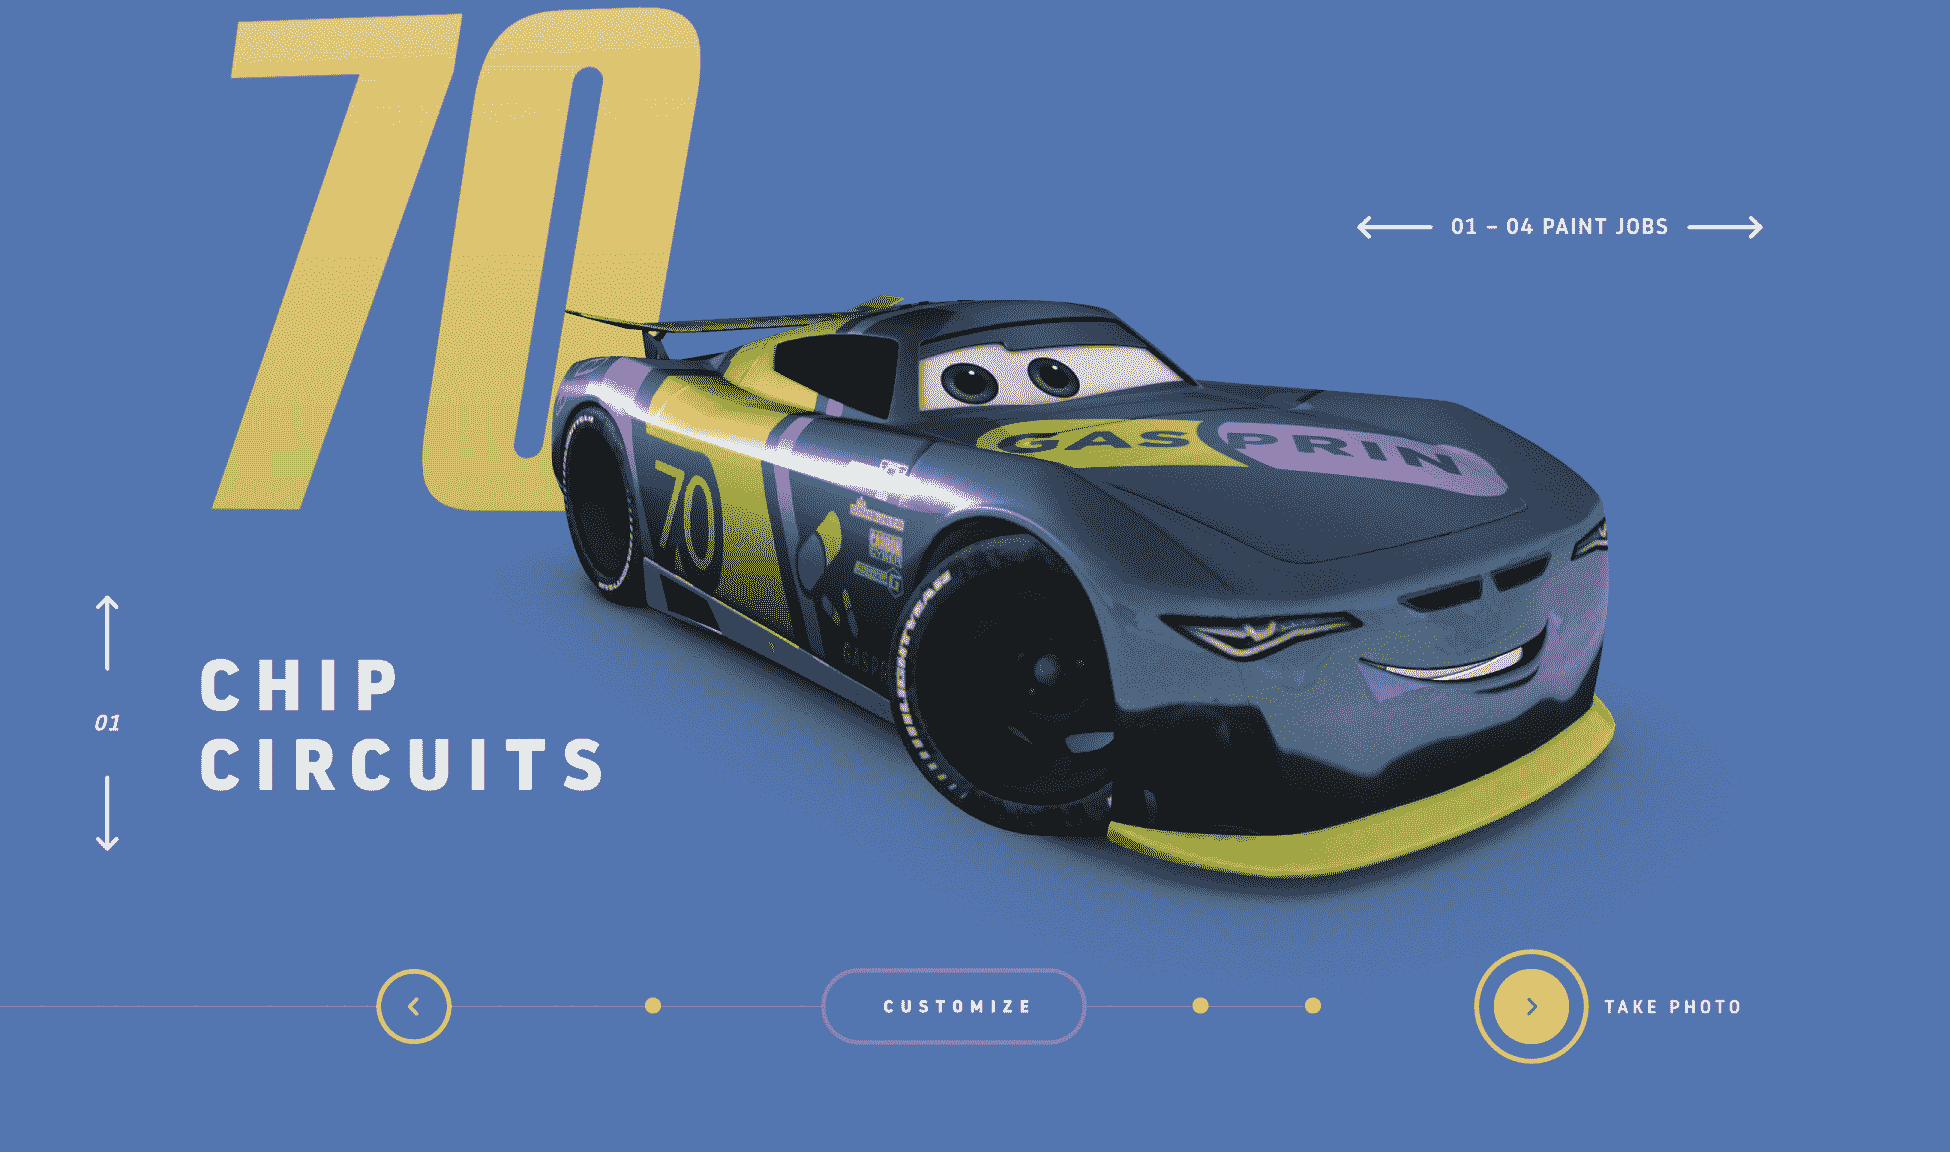 70
01 – 04 PAINT JOBS
GAS PRIN
70
CHIP
CIRCUITS
01
CUSTOMIZE
TAKE PHOTO